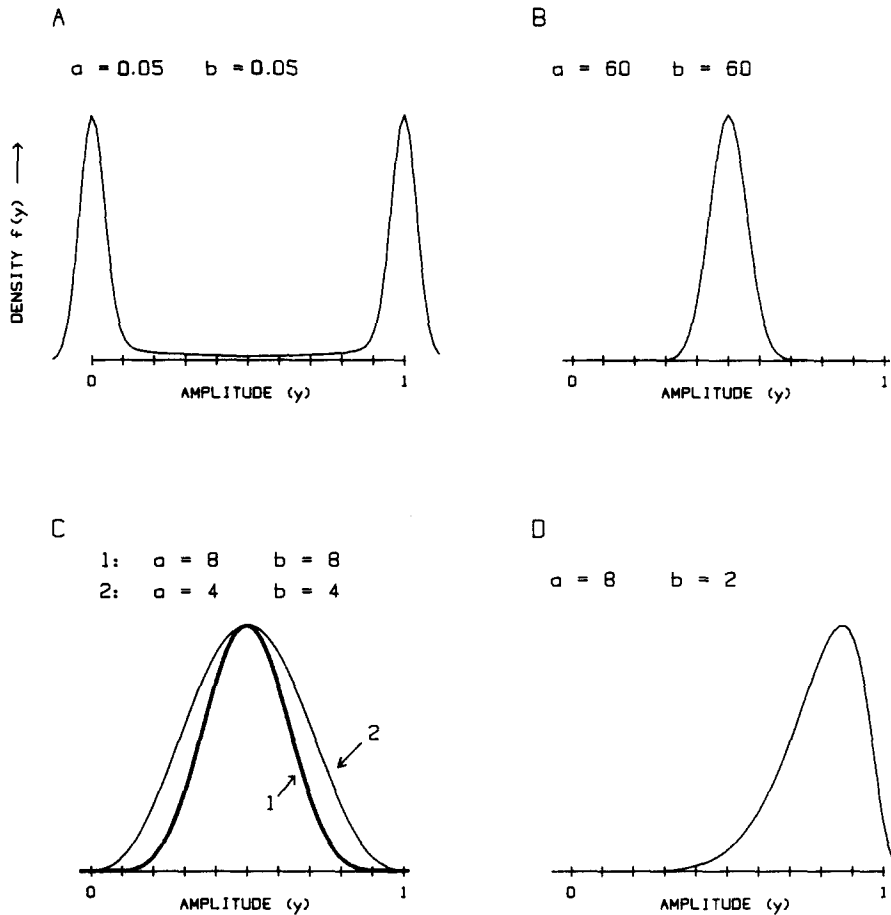 A
a = 0.05 b = 0.05
DENSITY f(y) →
0 1
AMPLITUDE (y)
B
a = 60 b = 60
0 1
AMPLITUDE (y)
C
1: a = 8 b = 8
2: a = 4 b = 4
2
1
0 1
AMPLITUDE (y)
D
a = 8 b = 2
0 1
AMPLITUDE (y)